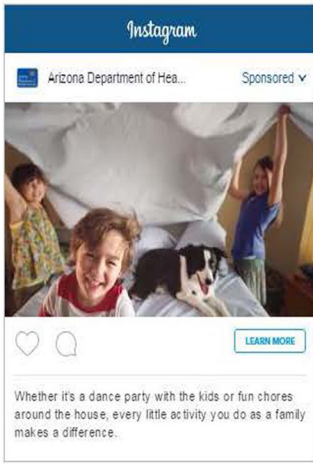 Instagram
Arizona Department of Hea...
Sponsored
LEARN MORE
Whether it's a dance party with the kids or fun chores
around the house, every little activity you do as a family
makes a difference.